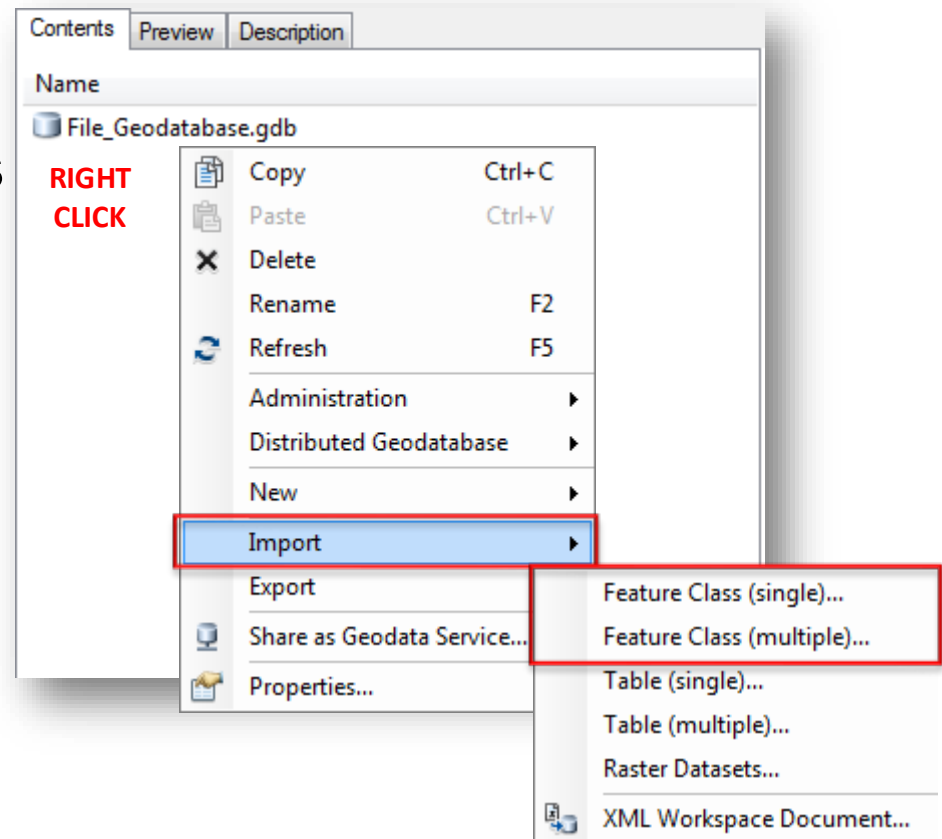 Contents Preview Description
Name
File_Geodatabase.gdb
RIGHT
CLICK
Copy Ctrl+C
Paste Ctrl+V
Delete
Rename F2
Refresh F5
Administration
Distributed Geodatabase
New
Import
Export
Share as Geodata Service...
Properties...
Feature Class (single)...
Feature Class (multiple)...
Table (single)...
Table (multiple)...
Raster Datasets...
XML Workspace Document...